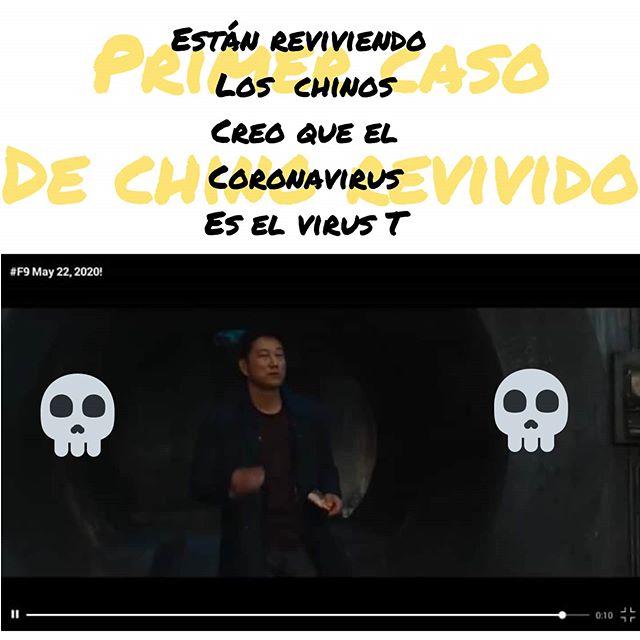 Primer caso
De chino revivido
Están reviviendo
Los chinos
Creo que el
Coronavirus
Es el virus T
#F9 May 22, 2020!
0:10